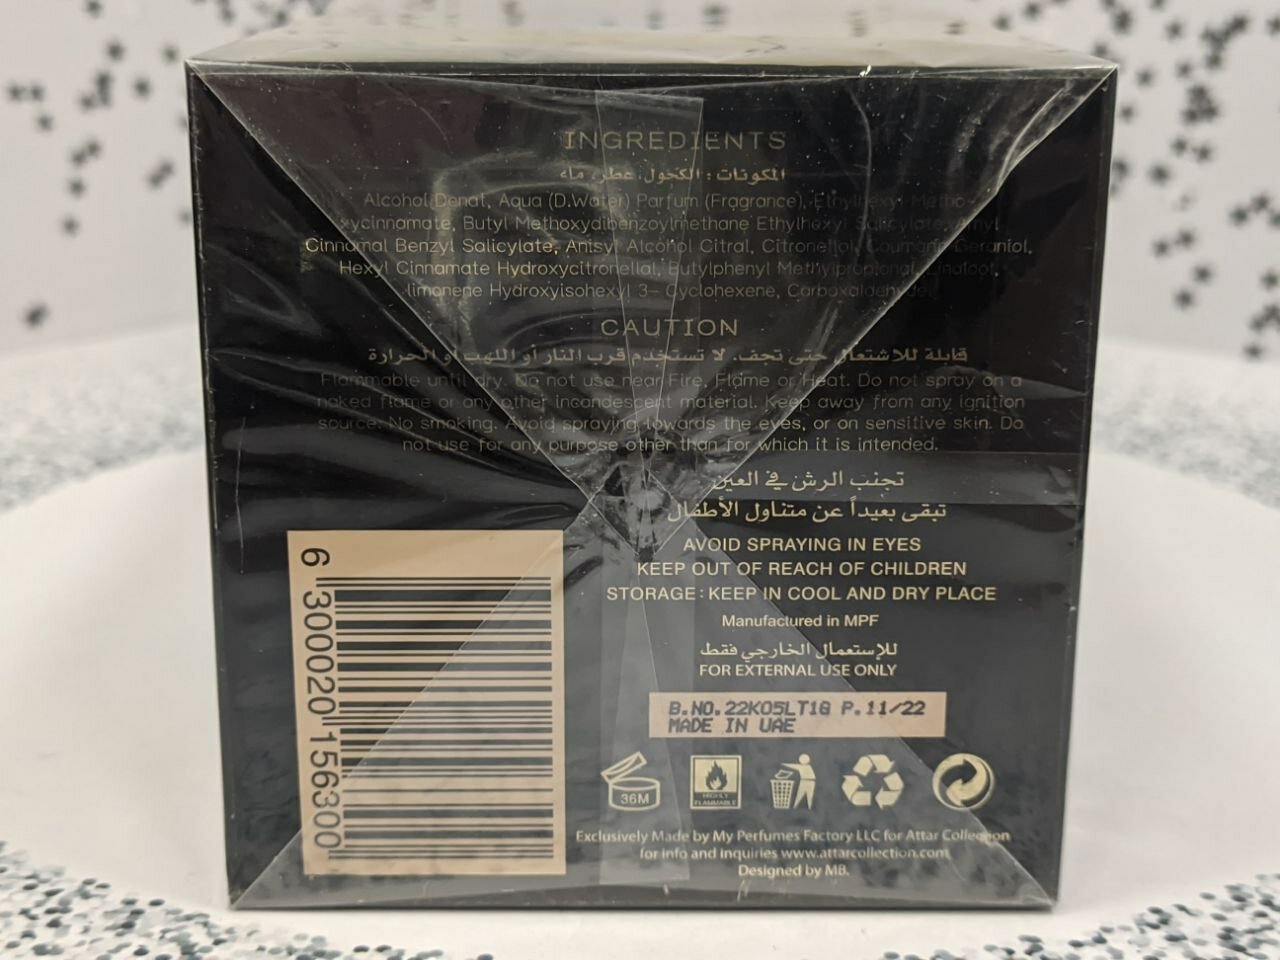 INGREDIENTS
المكونات : الكحول، عطر، ماء
Alcohol Denat, Aqua (D.Water) Parfum (Fragrance), Ethylhexyl Metho-
xycinnamate, Butyl Methoxydibenzoylmethane Ethylhexyl Salicylate, Amyl
Cinnamal Benzyl Salicylate, Anisyl Alcohol Citral, Citronellol, Coumarin Geraniol,
Hexyl Cinnamate Hydroxycitronellal, Butylphenyl Methylpropional,
limonene Hydroxyisohexyl 3- Cyclohexene, Carboxaldehyde
CAUTION
قابلة للاشتعال حتى تجف. لا تستخدم قرب النار أو اللهب أو الحرارة
Flammable until dry. Do not use near Fire, Flame or Heat. Do not spray on a
naked flame or any other incandescent material. Keep away from any ignition
source. No smoking. Avoid spraying towards the eyes, or on sensitive skin. Do
not use for any purpose other than for which it is intended.
تجنب الرش في العين
تبقى بعيداً عن متناول الأطفال
AVOID SPRAYING IN EYES
KEEP OUT OF REACH OF CHILDREN
STORAGE : KEEP IN COOL AND DRY PLACE
Manufactured in MPF
للإستعمال الخارجي فقط
FOR EXTERNAL USE ONLY
B.NO.22K05LT1G P.11/22
MADE IN UAE
36M
HIGHLY
FLAMMABLE
Exclusively Made by My Perfumes Factory LLC for Attar Collection
for info and inquiries www.attarcollection.com
Designed by MB.
6 300020 156300